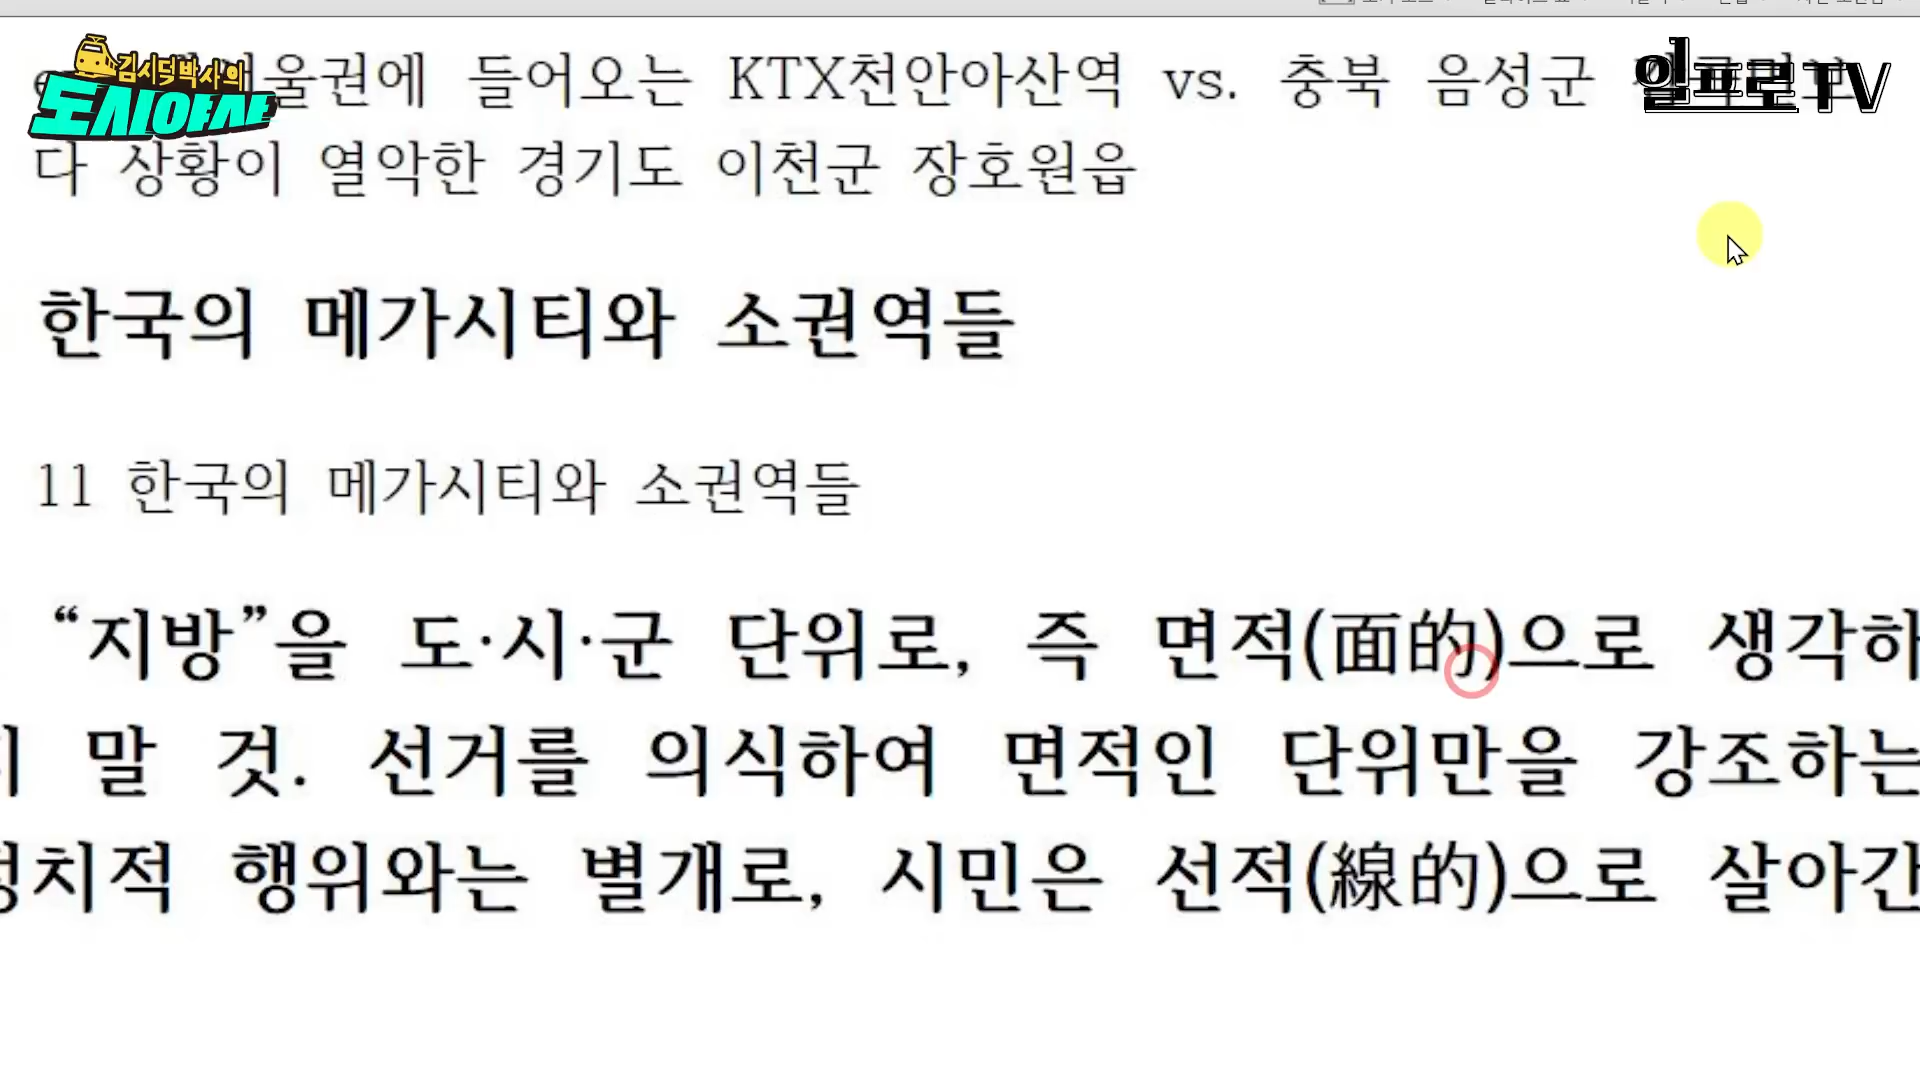 김시덕박사의
도시야사
일프로TV
울권에 들어오는 KTX천안아산역 vs. 충북 음성군
다 상황이 열악한 경기도 이천군 장호원읍
한국의 메가시티와 소권역들
11 한국의 메가시티와 소권역들
“지방”을 도·시·군 단위로, 즉 면적(面的)으로 생각하
말 것. 선거를 의식하여 면적인 단위만을 강조하는
정치적 행위와는 별개로, 시민은 선적(線的)으로 살아간